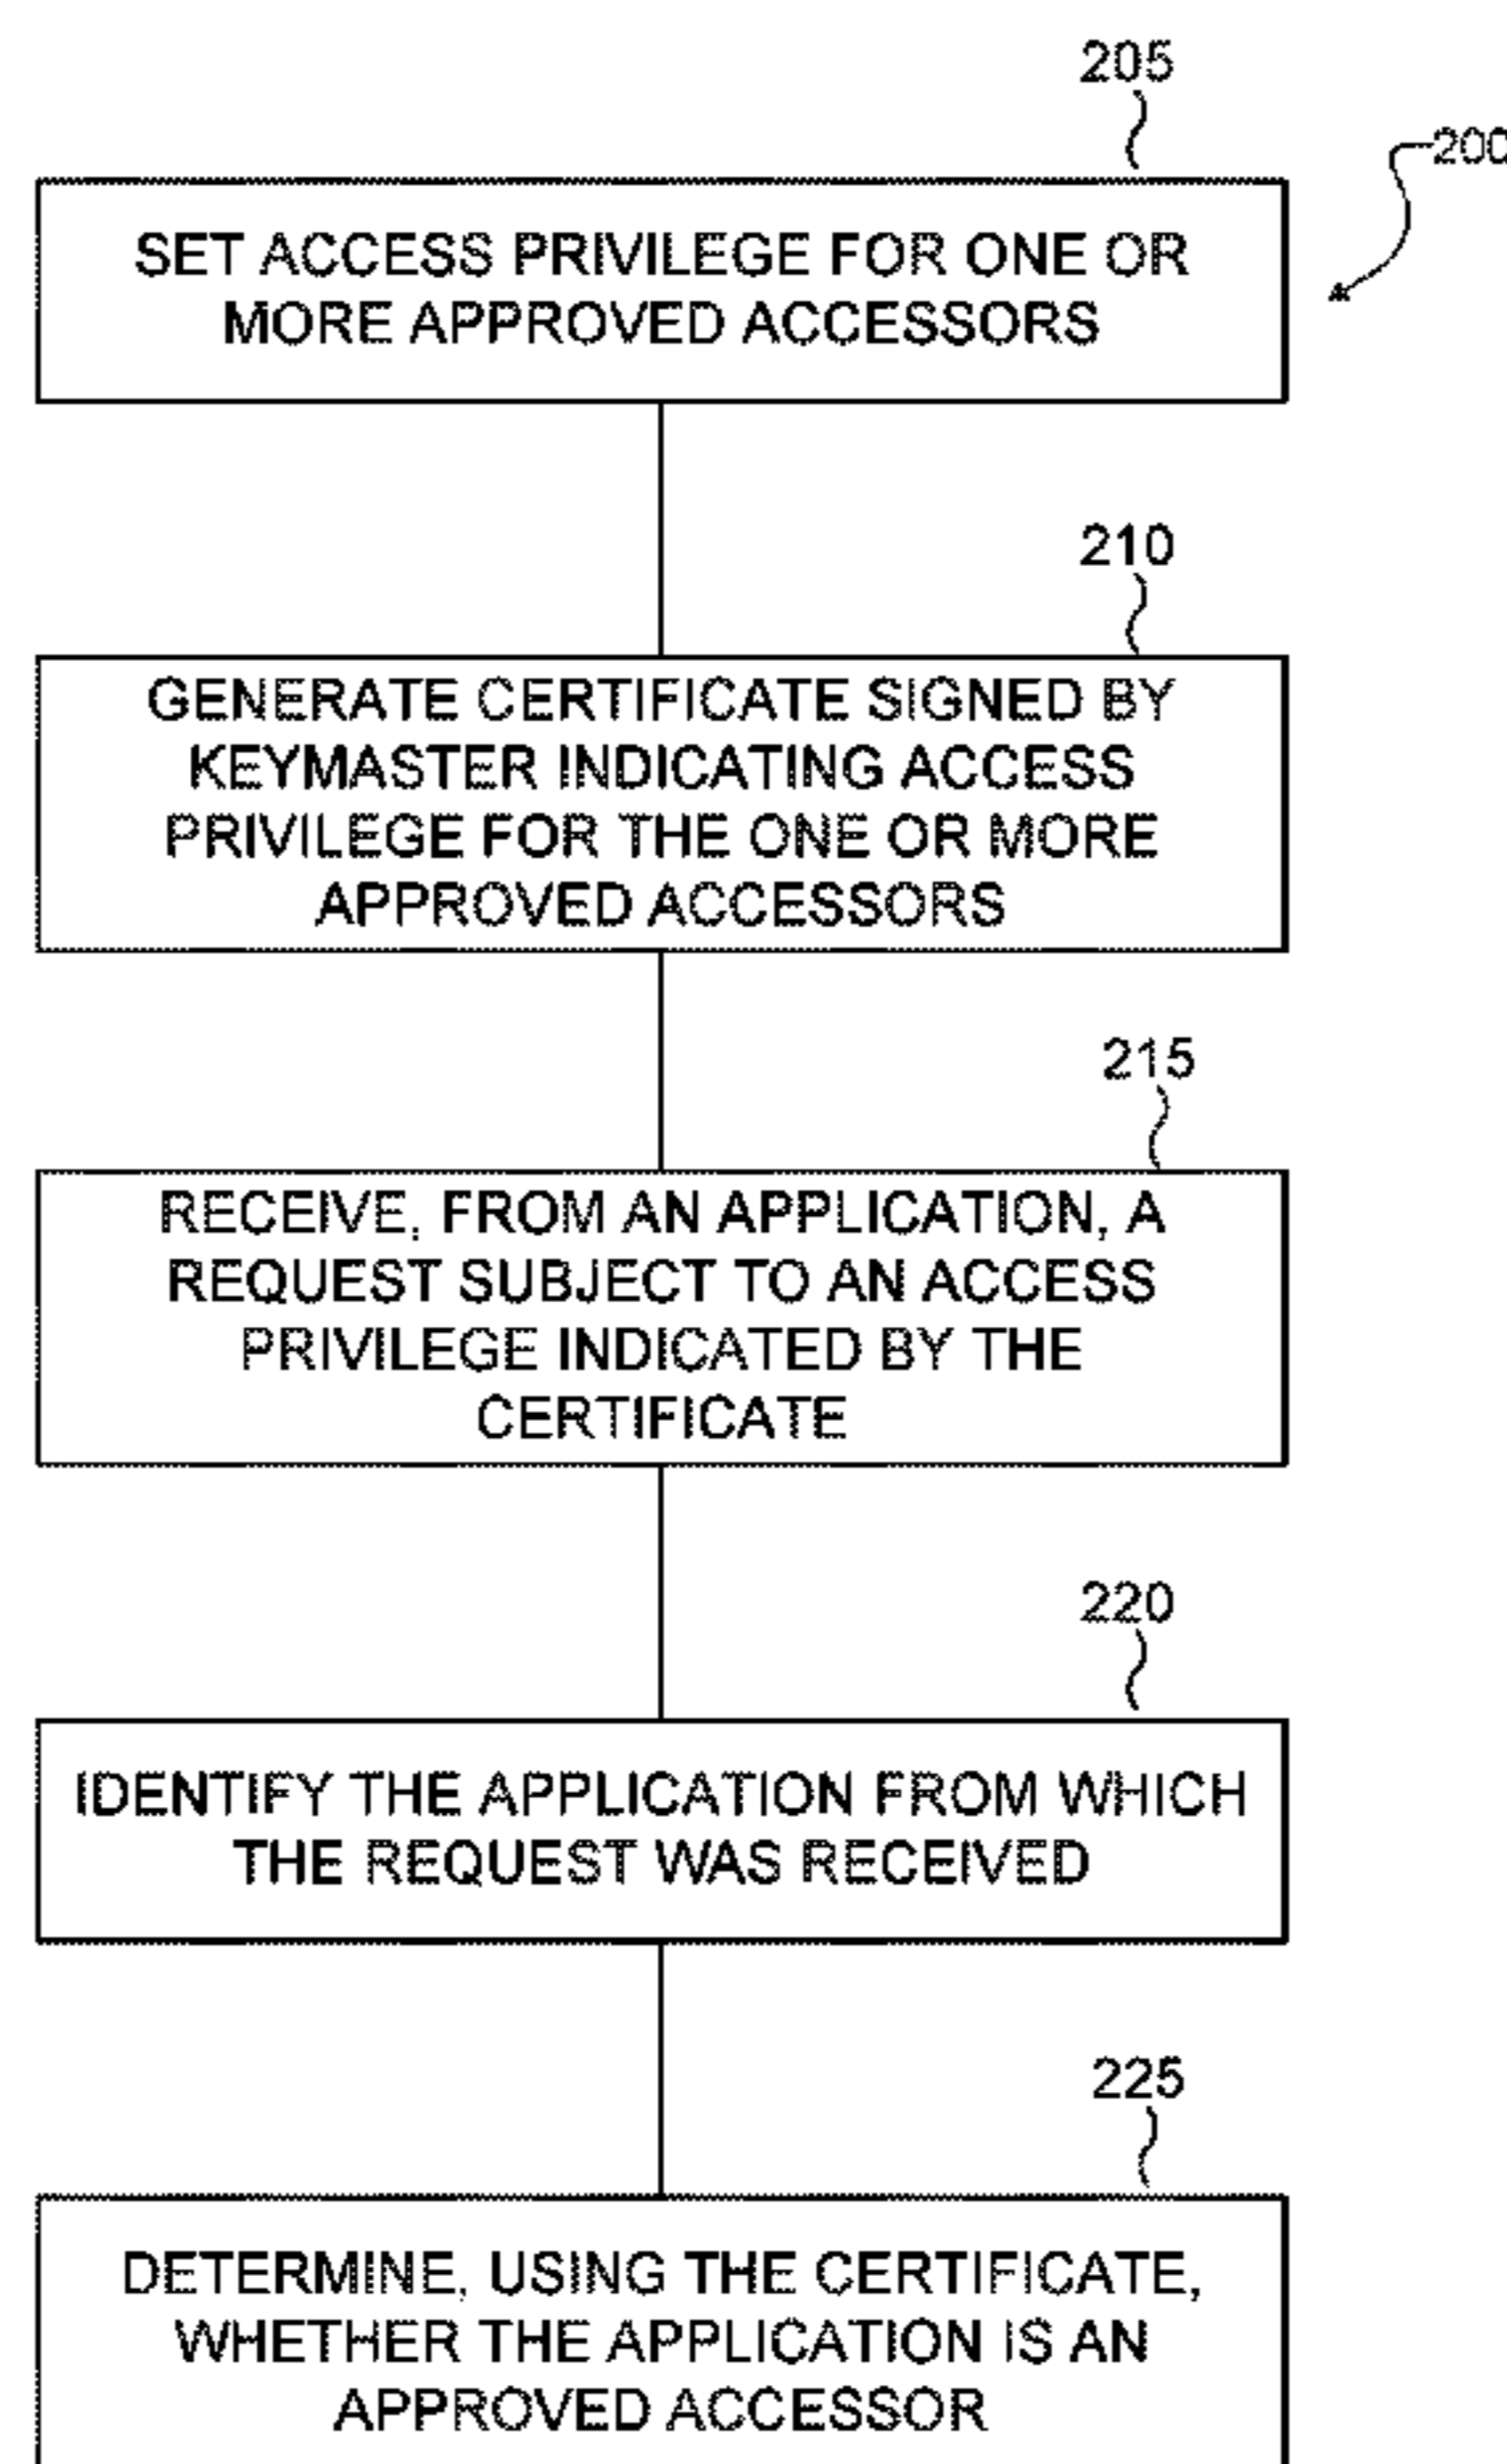 205
200
SET ACCESS PRIVILEGE FOR ONE OR
MORE APPROVED ACCESSORS
210
GENERATE CERTIFICATE SIGNED BY
KEYMASTER INDICATING ACCESS
PRIVILEGE FOR THE ONE OR MORE
APPROVED ACCESSORS
215
RECEIVE, FROM AN APPLICATION, A
REQUEST SUBJECT TO AN ACCESS
PRIVILEGE INDICATED BY THE
CERTIFICATE
220
IDENTIFY THE APPLICATION FROM WHICH
THE REQUEST WAS RECEIVED
225
DETERMINE, USING THE CERTIFICATE,
WHETHER THE APPLICATION IS AN
APPROVED ACCESSOR